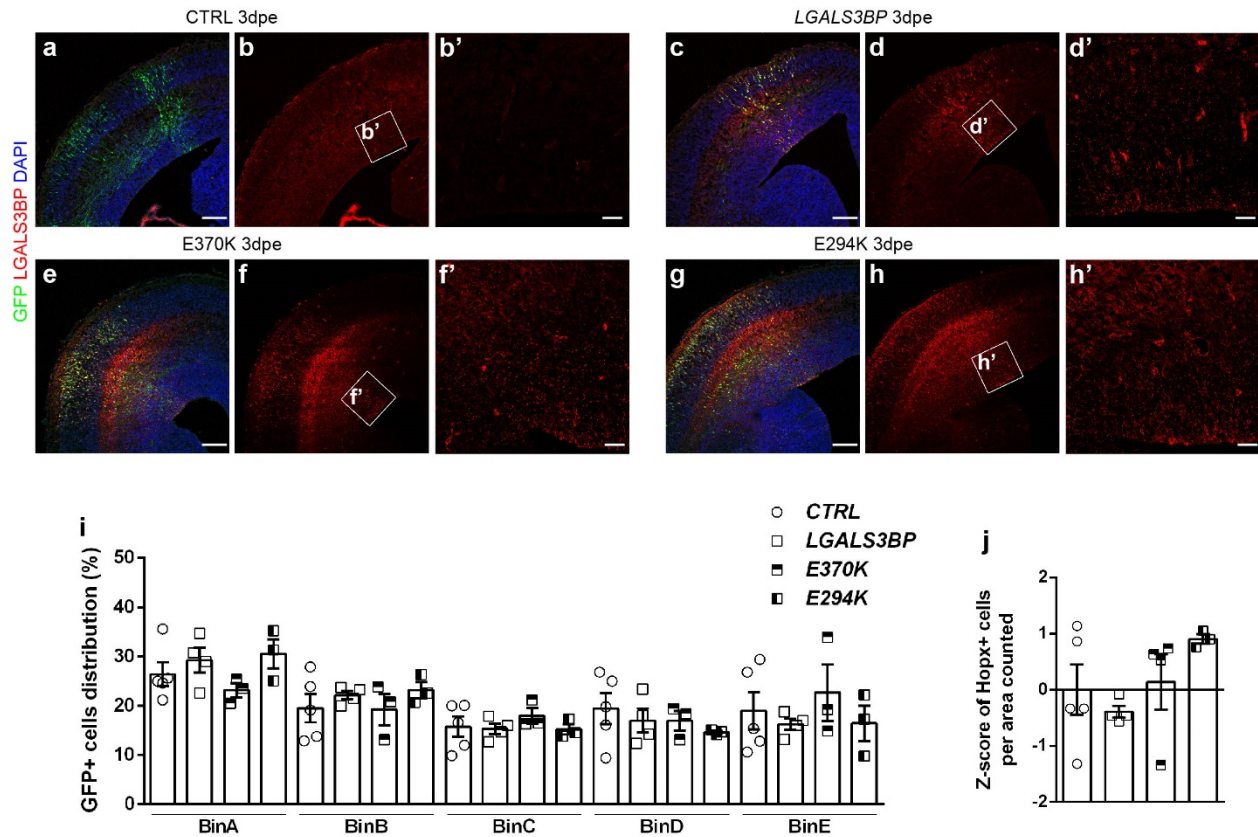 CTRL 3dpe
LGALS3BP 3dpe
GFP LGALS3BP DAPI
a
b
b’
b’
c
d
d’
d’
E370K 3dpe
E294K 3dpe
e
f
f’
f’
g
h
h’
h’
i
CTRL
LGALS3BP
E370K
E294K
GFP+ cells distribution (%)
50
40
30
20
10
0
BinA
BinB
BinC
BinD
BinE
j
Z-score of Hopx+ cells
per area counted
2
1
0
-1
-2